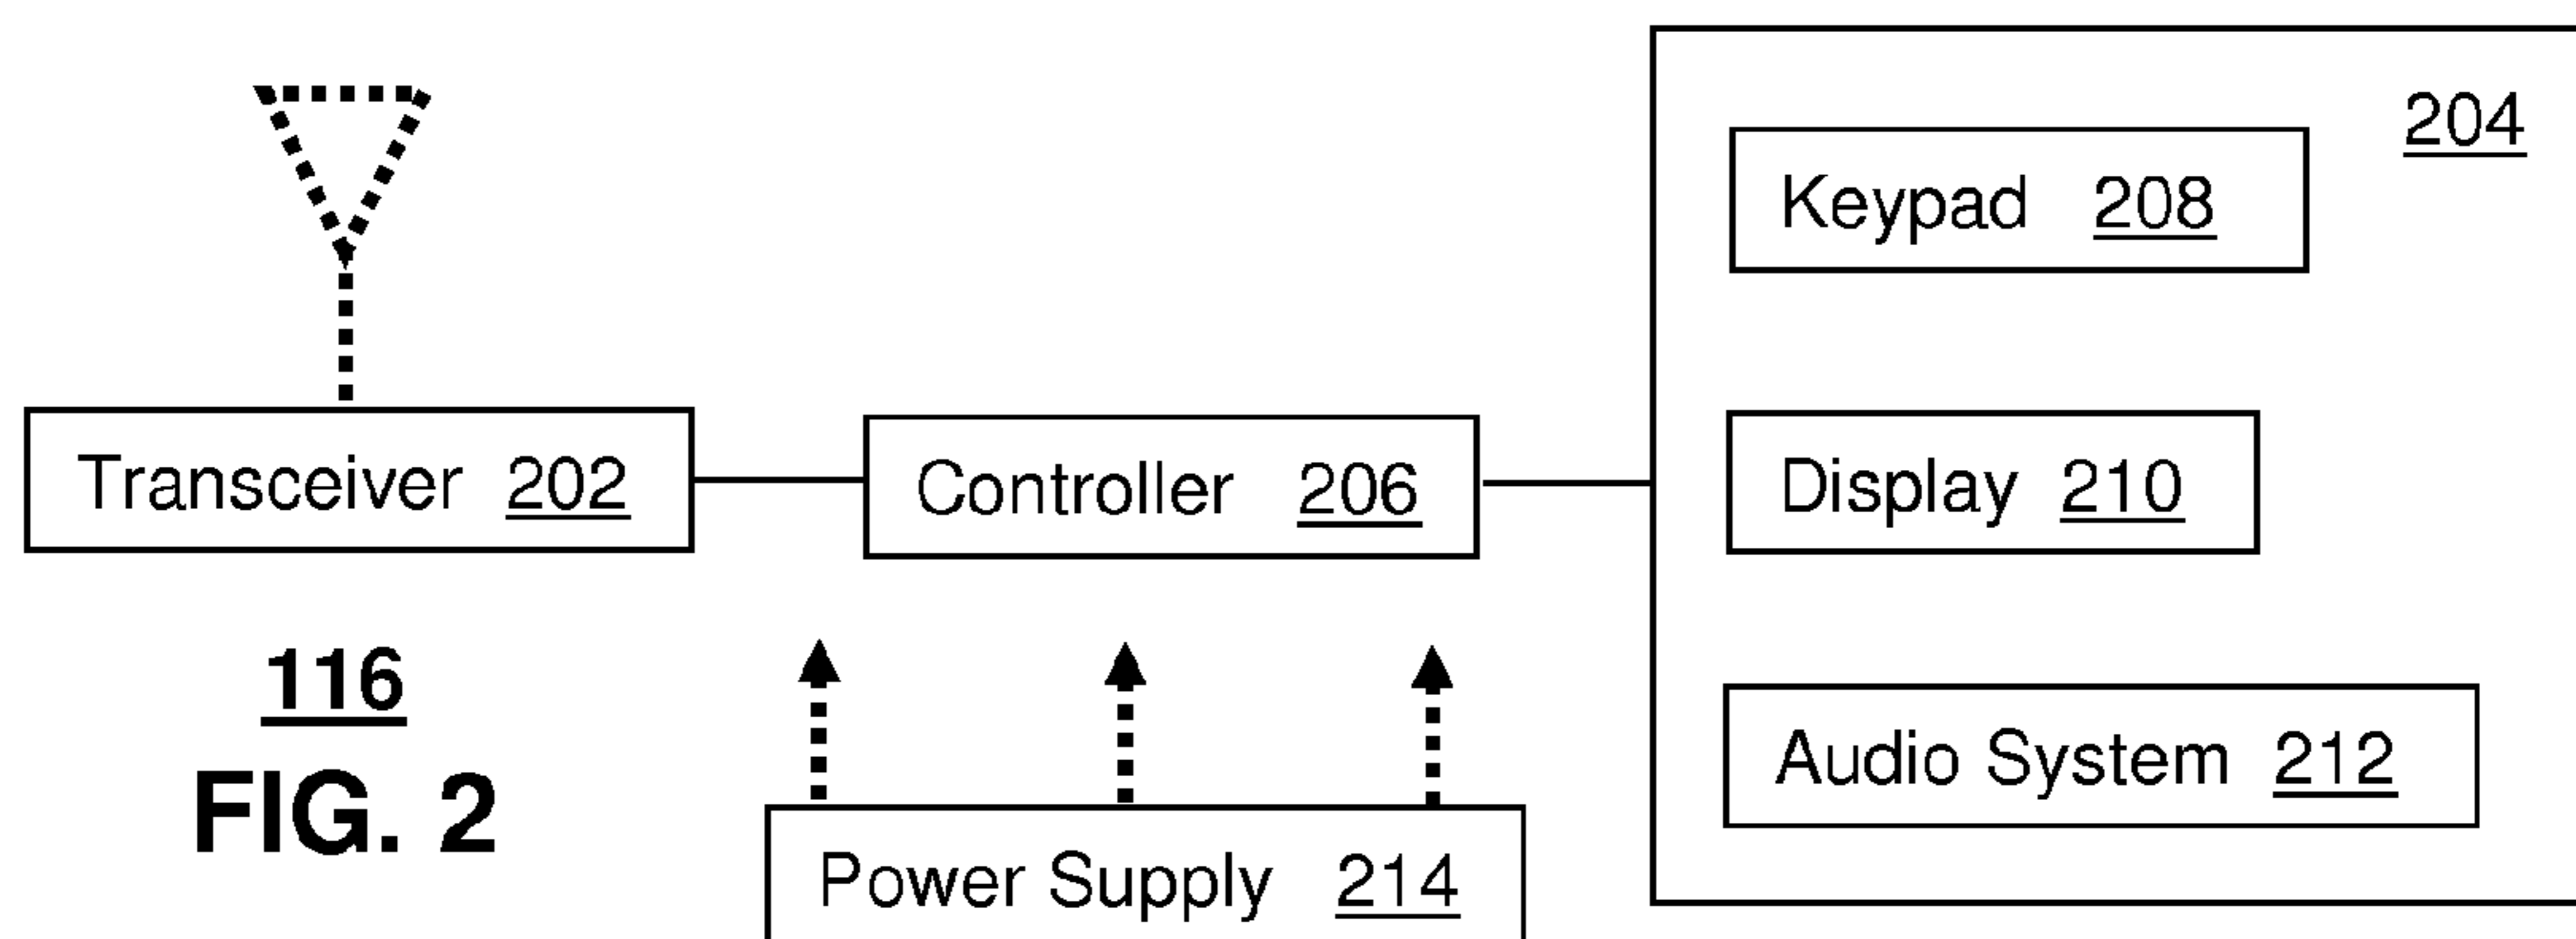 204
Keypad 208
Transceiver 202
Controller 206
Display 210
116
FIG. 2
Audio System 212
Power Supply 214